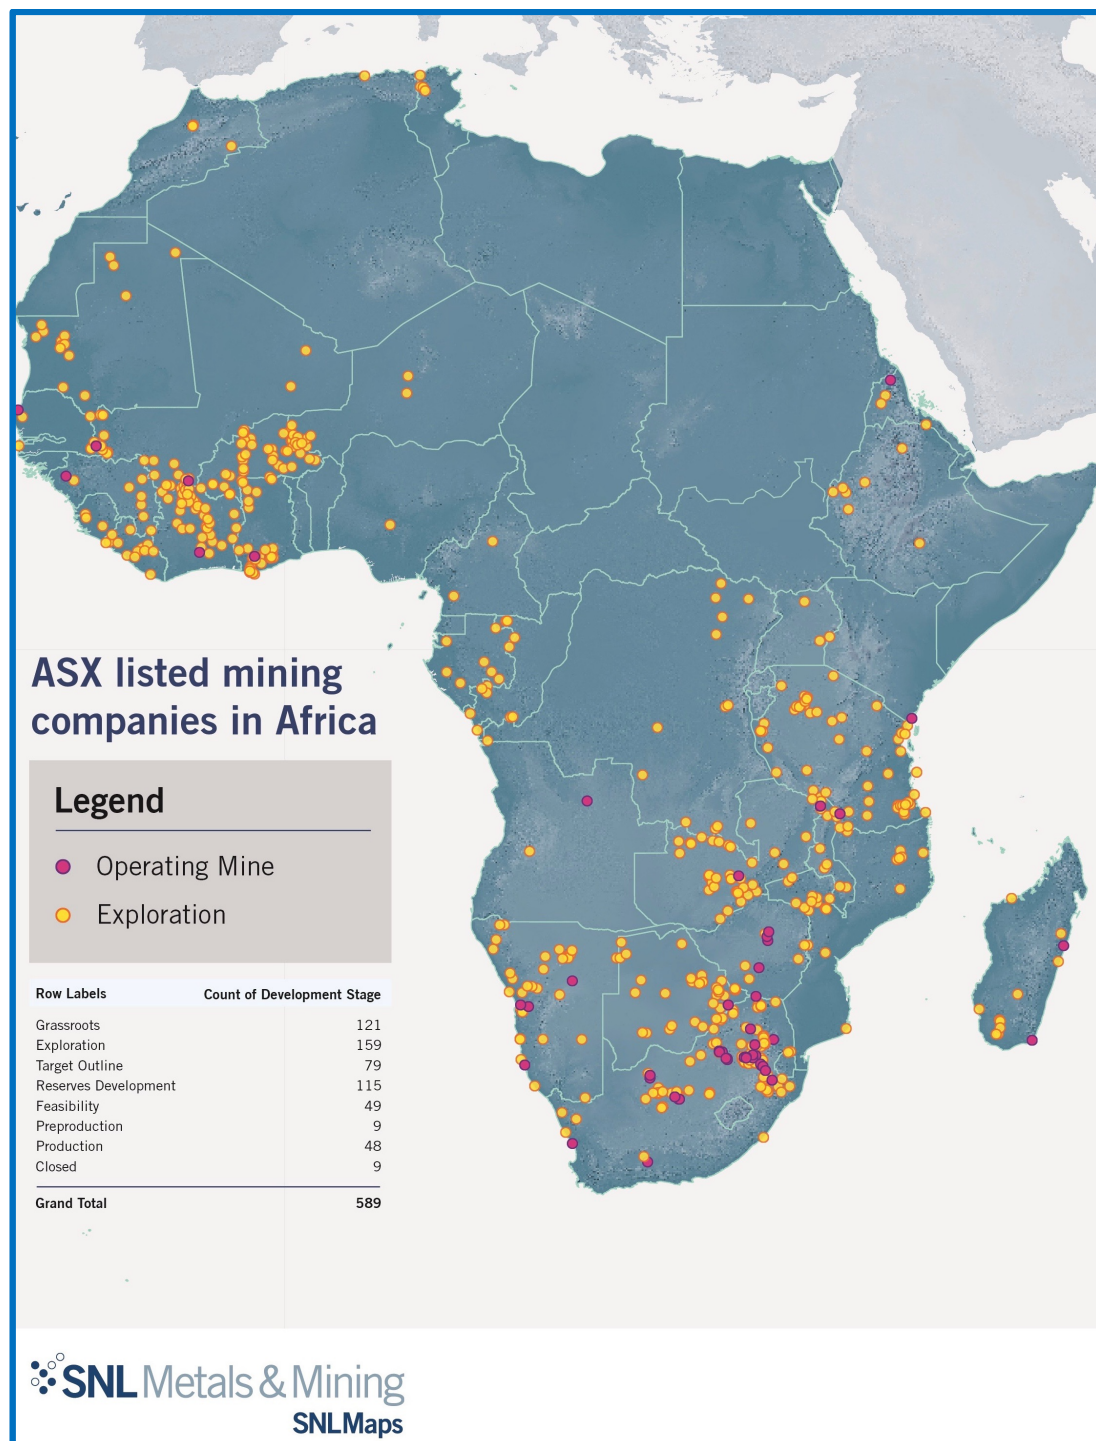 ASX listed mining
companies in Africa
Legend
Operating Mine
Exploration
Row Labels Count of Development Stage
Grassroots 121
Exploration 159
Target Outline 79
Reserves Development 115
Feasibility 49
Preproduction 9
Production 48
Closed 9
Grand Total 589
SNL Metals & Mining
SNLMaps